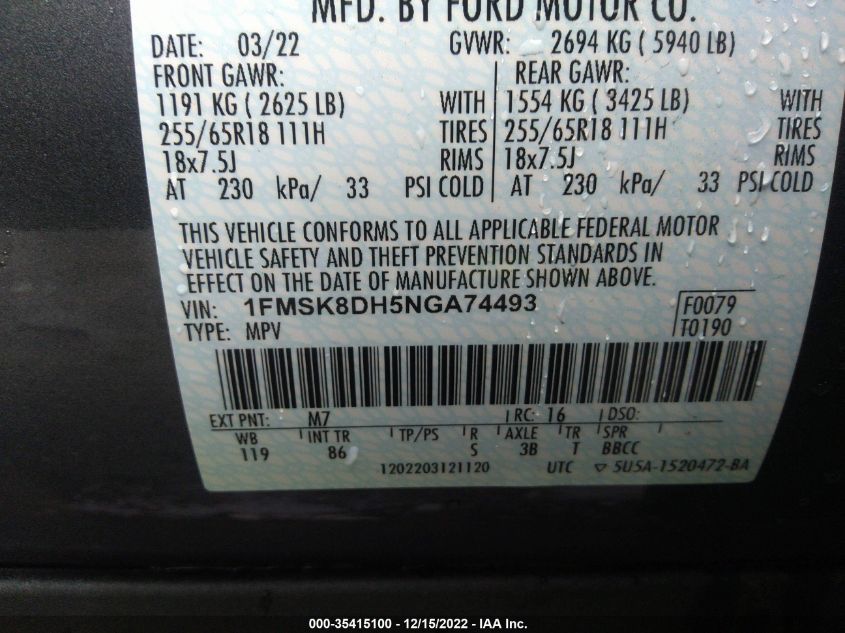 MFD. BY FORD MOTOR CO.
DATE: 03/22 GVWR: 2694 KG ( 5940 LB)
FRONT GAWR: REAR GAWR:
1191 KG ( 2625 LB) WITH 1554 KG ( 3425 LB) WITH
255/65R18 111H TIRES 255/65R18 111H TIRES
18x7.5J RIMS 18x7.5J RIMS
AT 230 kPa/ 33 PSI COLD AT 230 kPa/ 33 PSI COLD
THIS VEHICLE CONFORMS TO ALL APPLICABLE FEDERAL MOTOR
VEHICLE SAFETY AND THEFT PREVENTION STANDARDS IN
EFFECT ON THE DATE OF MANUFACTURE SHOWN ABOVE.
VIN: 1FMSK8DH5NGA74493 F0079
TYPE: MPV T0190
EXT PNT: M7 RC: 16 DSO:
WB INT TR TP/PS R AXLE TR SPR
119 86 S 3B T BBCC
1202203121120 UTC ▽ 5U5A-1520472-BA
000-35415100 - 12/15/2022 - IAA Inc.